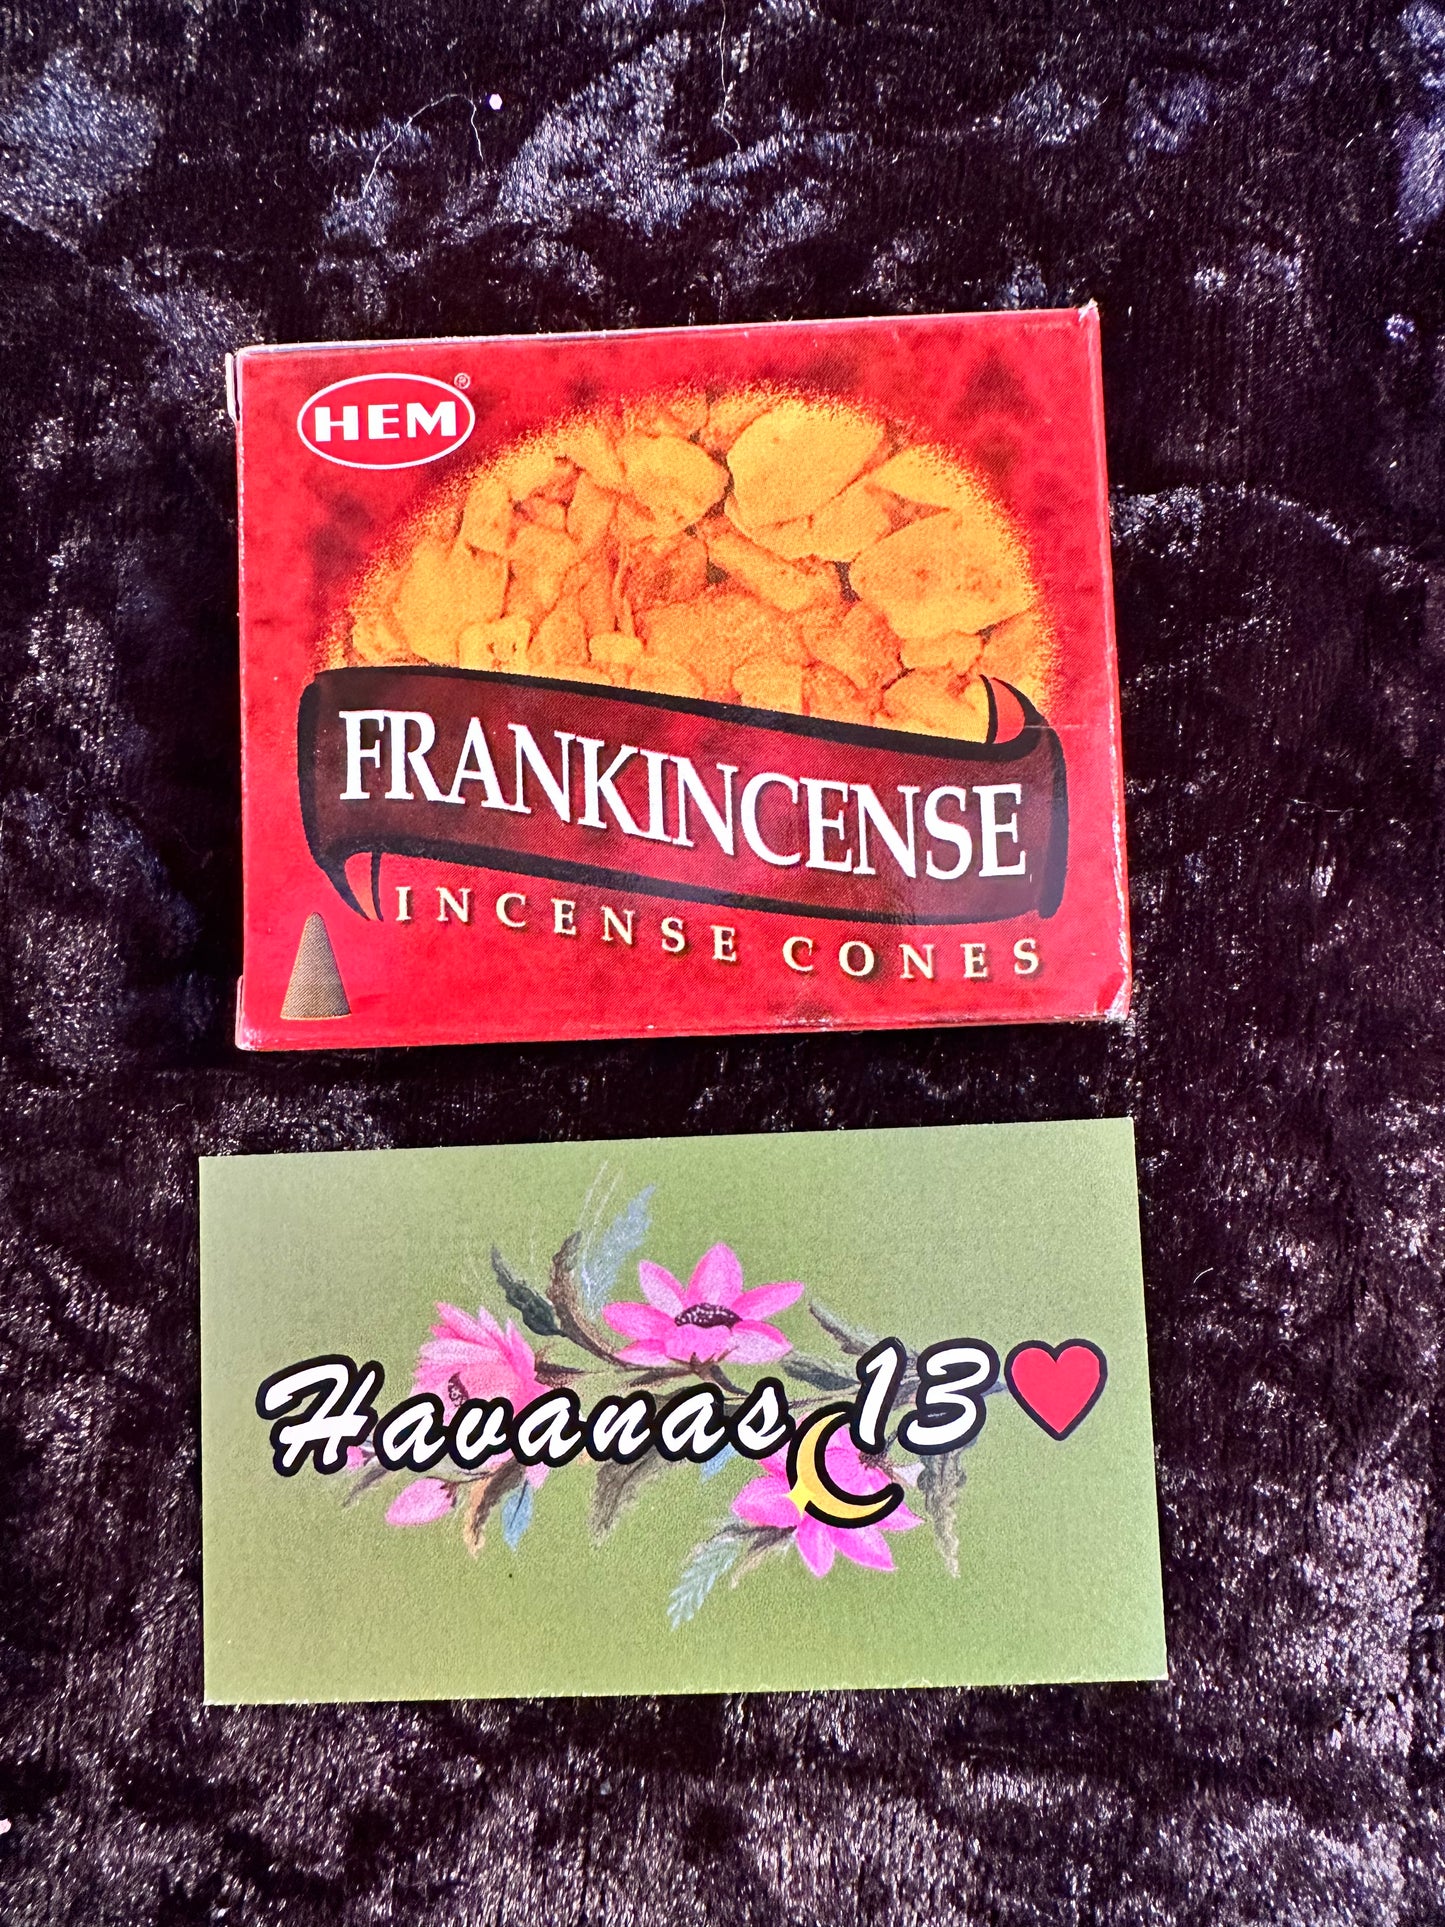 HEM®
FRANKINCENSE
INCENSE CONES
Havanas 13